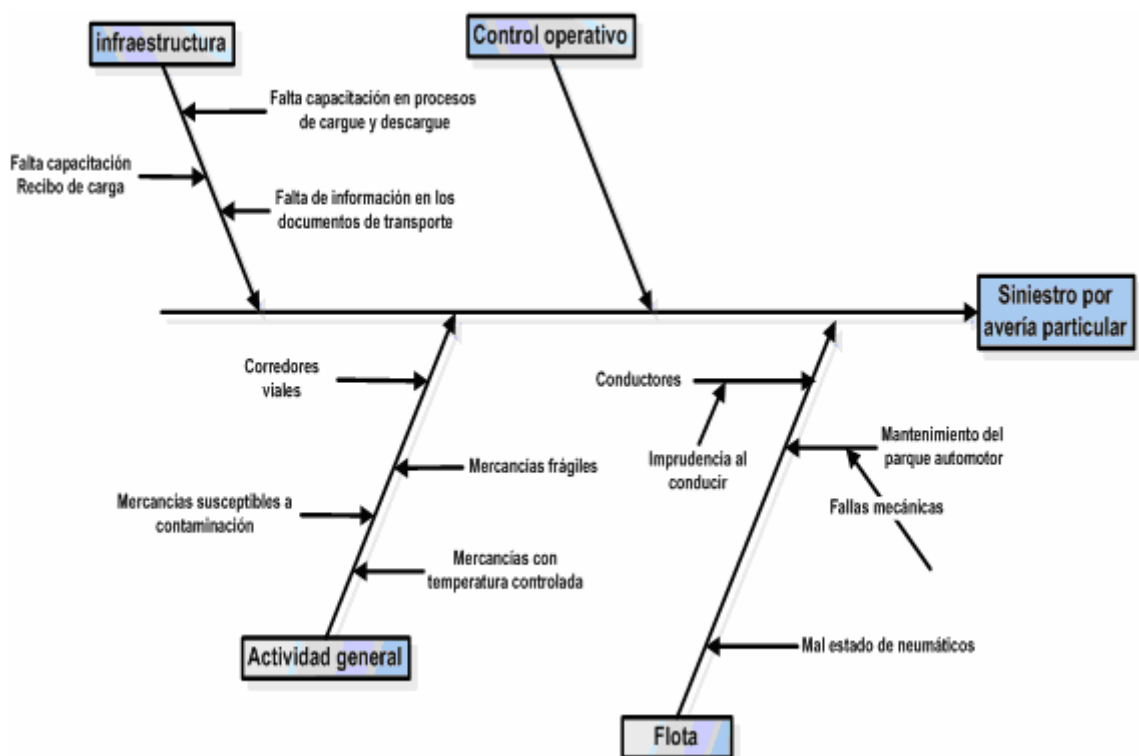 infraestructura
Control operativo
Falta capacitación en procesos
de cargue y descargue
Falta capacitación
Recibo de carga
Falta de información en los
documentos de transporte
Siniestro por
avería particular
Corredores
viales
Conductores
Mercancías frágiles
Imprudencia al
conducir
Mantenimiento del
parque automotor
Mercancías susceptibles a
contaminación
Fallas mecánicas
Mercancías con
temperatura controlada
Actividad general
Mal estado de neumáticos
Flota